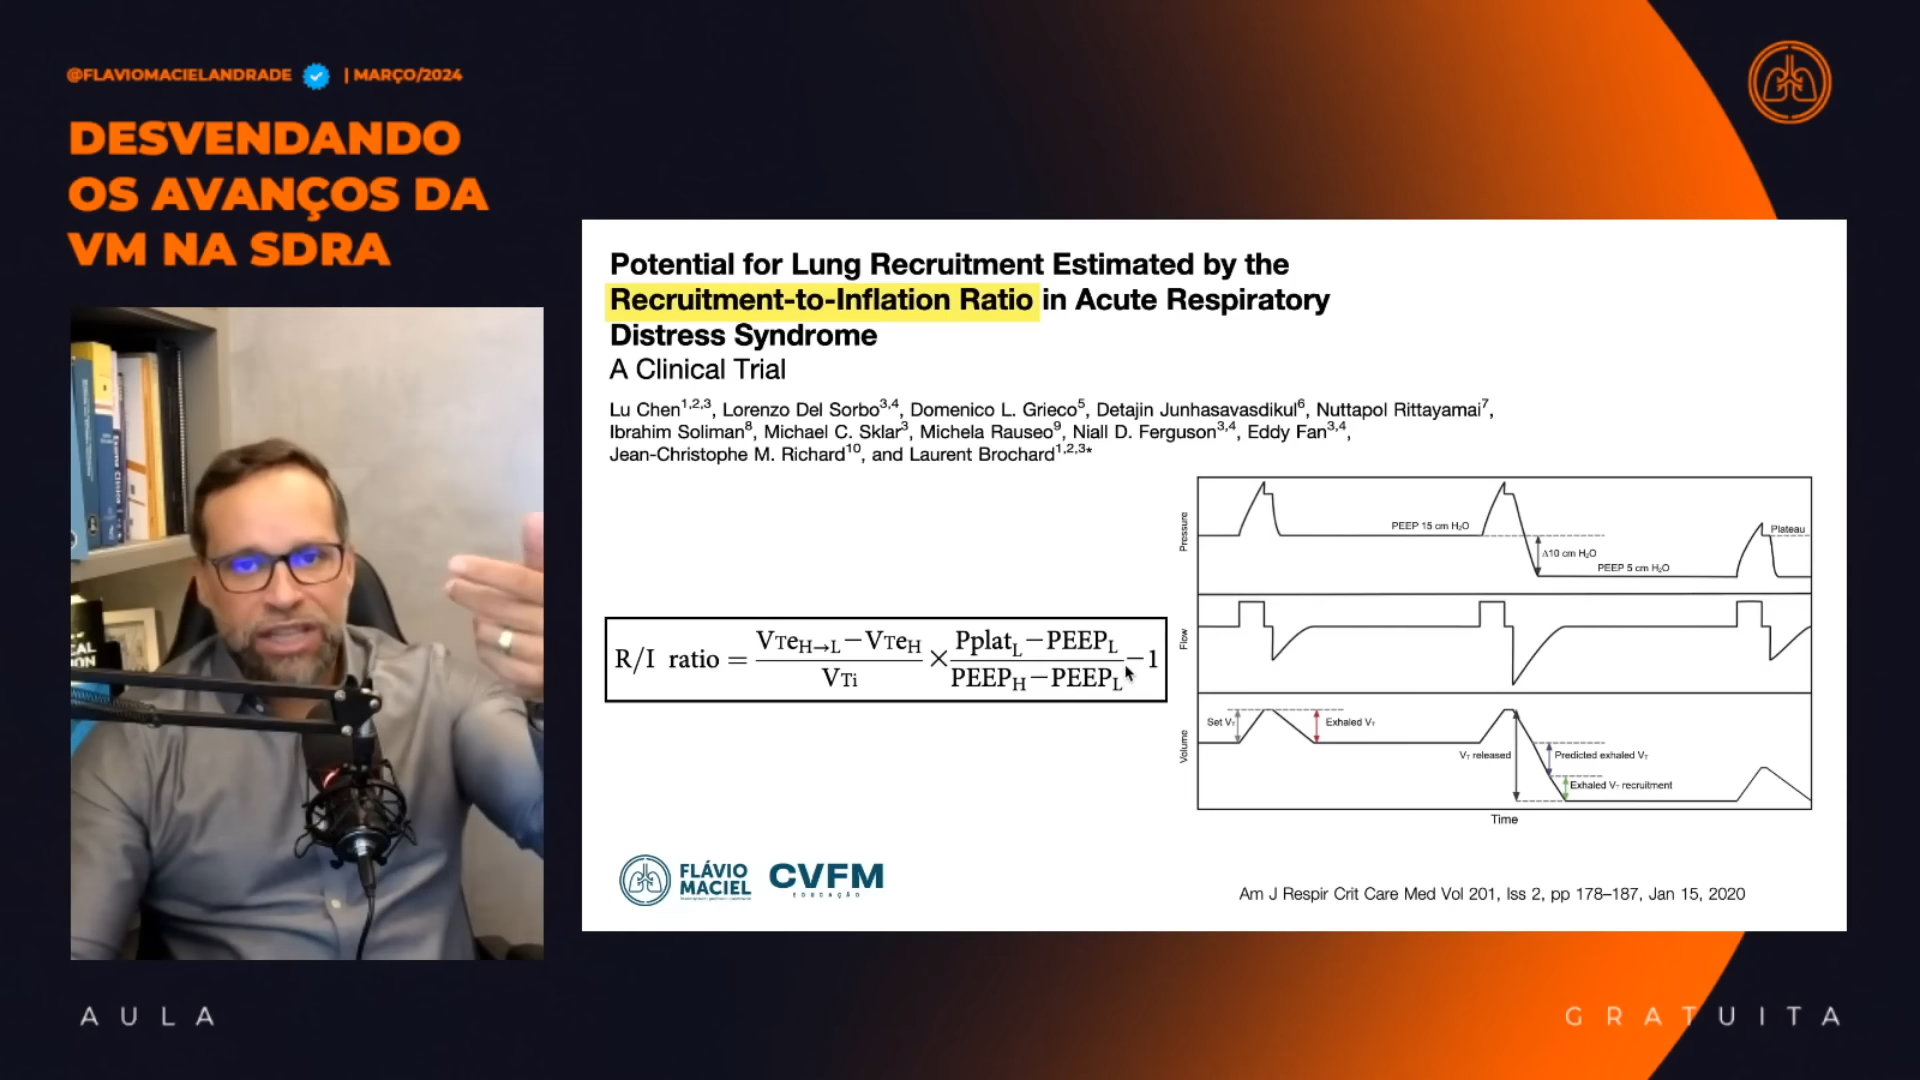 @FLAVIOMACIELANDRADE | MARÇO/2024
DESVENDANDO
OS AVANÇOS DA
VM NA SDRA
Potential for Lung Recruitment Estimated by the
Recruitment-to-Inflation Ratio in Acute Respiratory
Distress Syndrome
A Clinical Trial
Lu Chen1,2,3, Lorenzo Del Sorbo3,4, Domenico L. Grieco5, Detajin Junhasavasdikul6, Nuttapol Rittayamai7,
Ibrahim Soliman8, Michael C. Sklar3, Michela Rauseo9, Niall D. Ferguson3,4, Eddy Fan3,4,
Jean-Christophe M. Richard10, and Laurent Brochard1,2,3*
R/I ratio = (VTeH→L − VTeH) / VTi × (PplatL − PEEPL) / (PEEPH − PEEPL) − 1
Pressure
PEEP 15 cm H2O
Δ10 cm H2O
PEEP 5 cm H2O
Plateau
Flow
Volume
Set VT
Exhaled VT
VT released
Predicted exhaled VT
Exhaled VT recruitment
Time
FLÁVIO
MACIEL
CVFM
EDUCAÇÃO
Am J Respir Crit Care Med Vol 201, Iss 2, pp 178–187, Jan 15, 2020
AULA
GRATUITA